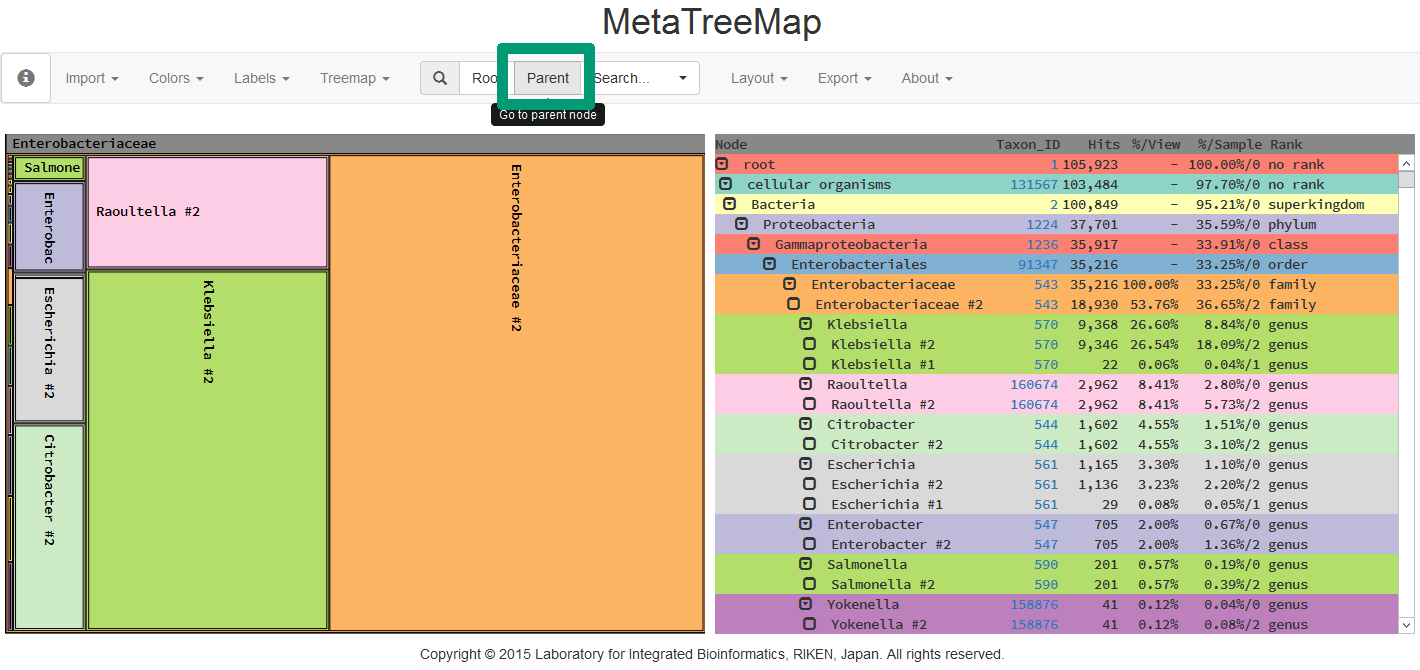 MetaTreeMap
Import Colors Labels Treemap Roo Parent Search... Layout Export About
Go to parent node
Enterobacteriaceae
Salmone
Enterobac
Escherichia #2
Citrobacter #2
Raoultella #2
Klebsiella #2
Enterobacteriaceae #2
Node Taxon_ID Hits %/View %/Sample Rank
root 1 105,923 – 100.00%/0 no rank
cellular organisms 131567 103,484 – 97.70%/0 no rank
Bacteria 2 100,849 – 95.21%/0 superkingdom
Proteobacteria 1224 37,701 – 35.59%/0 phylum
Gammaproteobacteria 1236 35,917 – 33.91%/0 class
Enterobacteriales 91347 35,216 – 33.25%/0 order
Enterobacteriaceae 543 35,216 100.00% 33.25%/0 family
Enterobacteriaceae #2 543 18,930 53.76% 36.65%/2 family
Klebsiella 570 9,368 26.60% 8.84%/0 genus
Klebsiella #2 570 9,346 26.54% 18.09%/2 genus
Klebsiella #1 570 22 0.06% 0.04%/1 genus
Raoultella 160674 2,962 8.41% 2.80%/0 genus
Raoultella #2 160674 2,962 8.41% 5.73%/2 genus
Citrobacter 544 1,602 4.55% 1.51%/0 genus
Citrobacter #2 544 1,602 4.55% 3.10%/2 genus
Escherichia 561 1,165 3.30% 1.10%/0 genus
Escherichia #2 561 1,136 3.23% 2.20%/2 genus
Escherichia #1 561 29 0.08% 0.05%/1 genus
Enterobacter 547 705 2.00% 0.67%/0 genus
Enterobacter #2 547 705 2.00% 1.36%/2 genus
Salmonella 590 201 0.57% 0.19%/0 genus
Salmonella #2 590 201 0.57% 0.39%/2 genus
Yokenella 158876 41 0.12% 0.04%/0 genus
Yokenella #2 158876 41 0.12% 0.08%/2 genus
Copyright © 2015 Laboratory for Integrated Bioinformatics, RIKEN, Japan. All rights reserved.